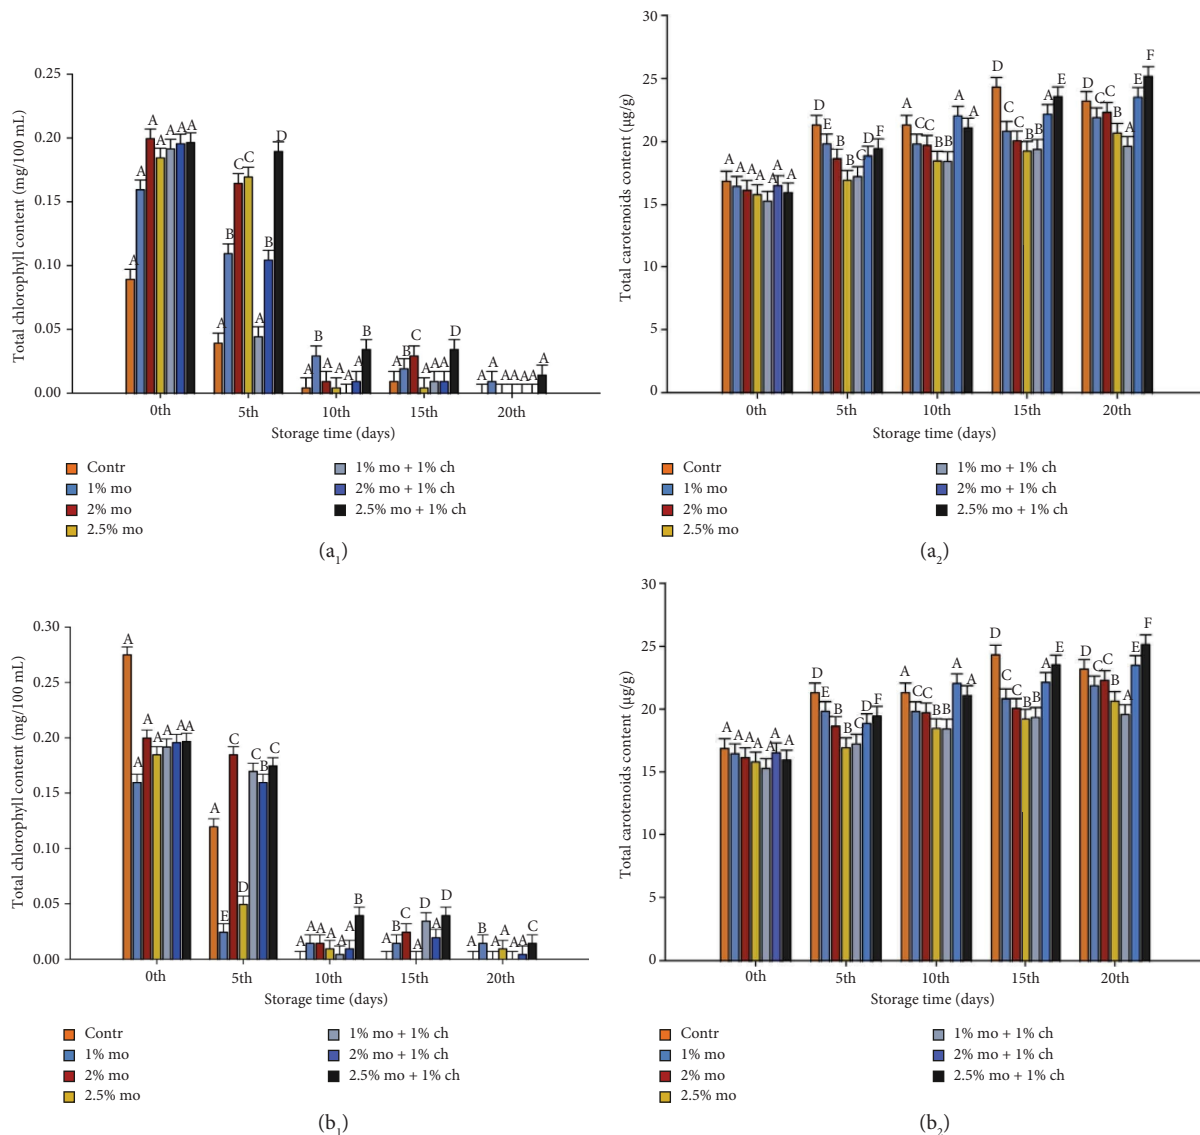 Total chlorophyll content (mg/100 mL)
0.25
0.20
0.15
0.10
0.05
0.00
A A A A A A A
A B C C A B D
A B A A A A B
A B C A A A D
A A A A A A A
0th 5th 10th 15th 20th
Storage time (days)
Contr
1% mo
2% mo
2.5% mo
1% mo + 1% ch
2% mo + 1% ch
2.5% mo + 1% ch
(a1)
Total carotenoids content (μg/g)
30
25
20
15
10
5
0
A A A A A A A
D E B B C D F
A C C B B A A
D C C B B A E
D C C B A E F
0th 5th 10th 15th 20th
Storage time (days)
Contr
1% mo
2% mo
2.5% mo
1% mo + 1% ch
2% mo + 1% ch
2.5% mo + 1% ch
(a2)
Total chlorophyll content (mg/100 mL)
0.30
0.25
0.20
0.15
0.10
0.05
0.00
A A A A A A A
A E C D C B C
A A A A A A B
A B C A D A D
A B A A A A C
0th 5th 10th 15th 20th
Storage time (days)
Contr
1% mo
2% mo
2.5% mo
1% mo + 1% ch
2% mo + 1% ch
2.5% mo + 1% ch
(b1)
Total carotenoids content (μg/g)
30
25
20
15
10
5
0
A A A A A A A
D E B B C D F
A C C B B A A
D C C B B A E
D C C B A E F
0th 5th 10th 15th 20th
Storage time (days)
Contr
1% mo
2% mo
2.5% mo
1% mo + 1% ch
2% mo + 1% ch
2.5% mo + 1% ch
(b2)